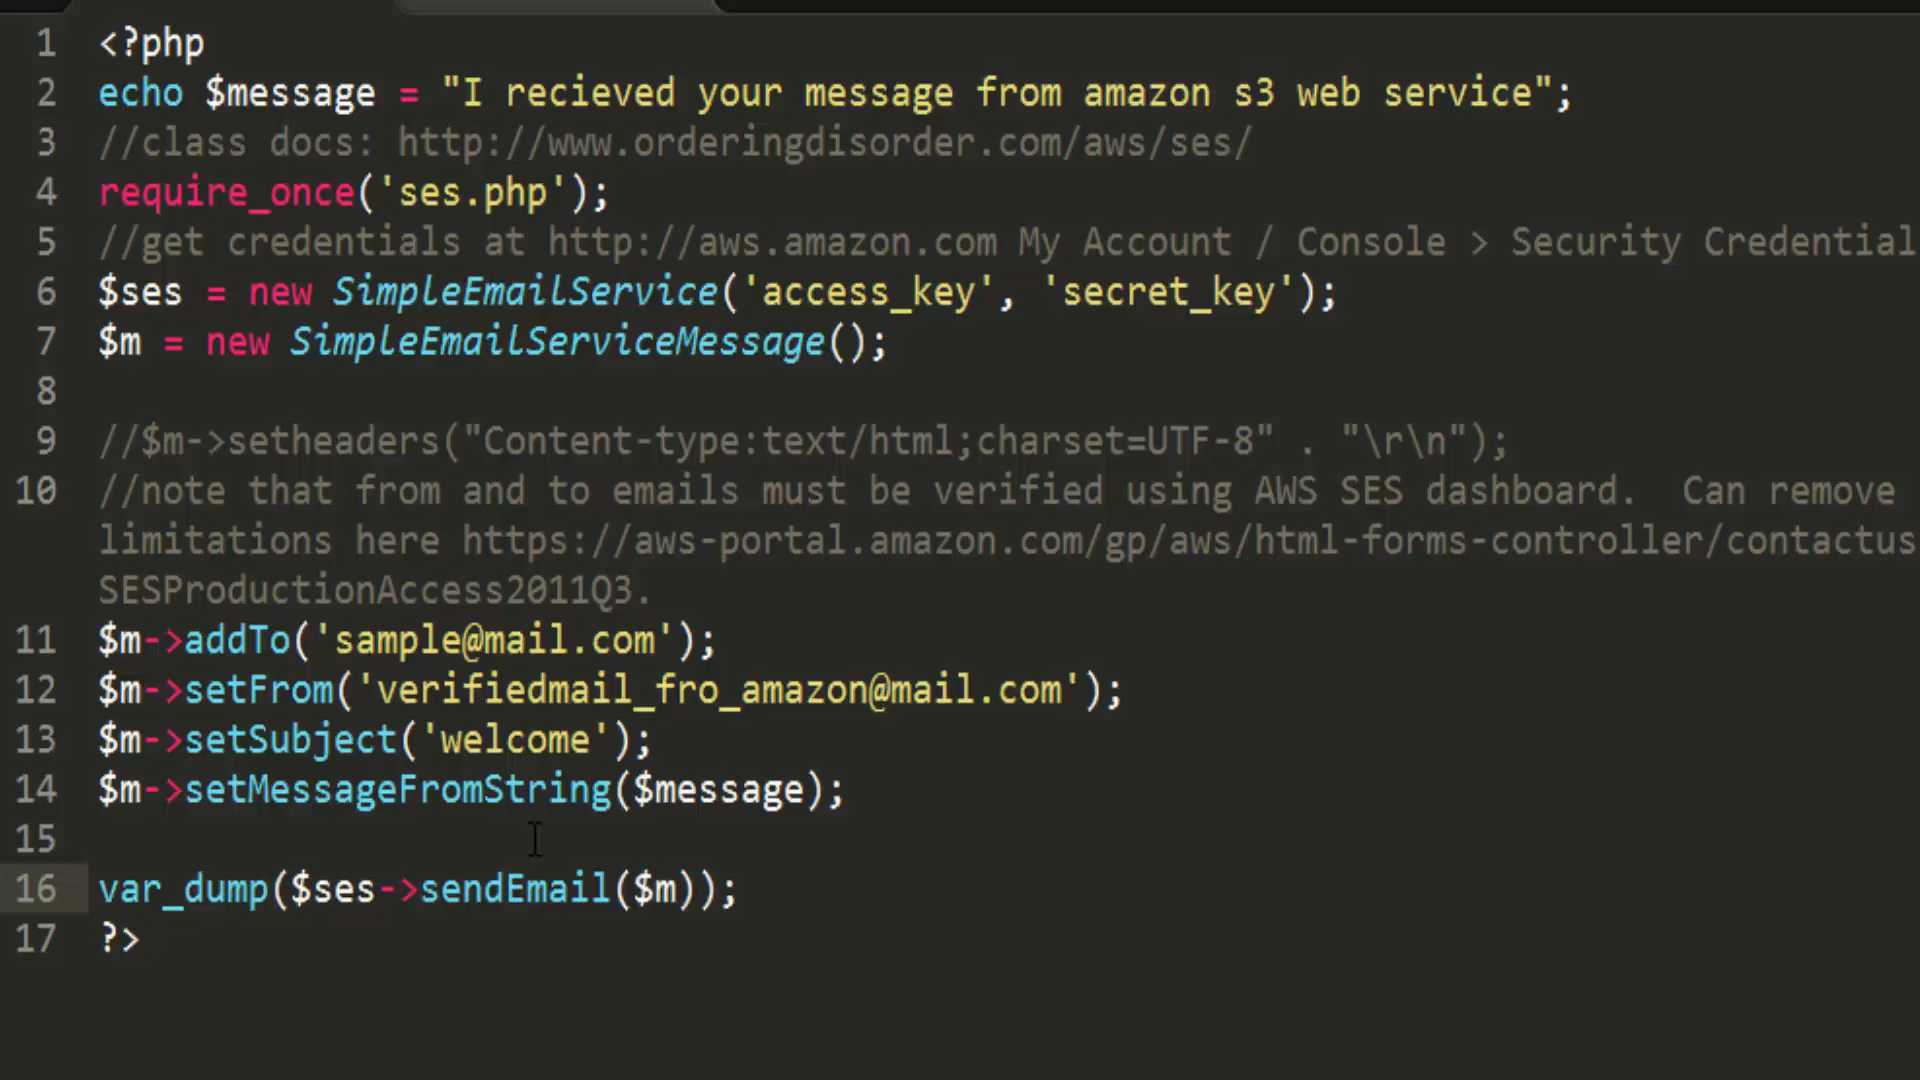 1 <?php
2 echo $message = "I recieved your message from amazon s3 web service";
3 //class docs: http://www.orderingdisorder.com/aws/ses/
4 require_once('ses.php');
5 //get credentials at http://aws.amazon.com My Account / Console > Security Credential
6 $ses = new SimpleEmailService('access_key', 'secret_key');
7 $m = new SimpleEmailServiceMessage();
8
9 //$m->setheaders("Content-type:text/html;charset=UTF-8" . "\r\n");
10 //note that from and to emails must be verified using AWS SES dashboard.  Can remove
limitations here https://aws-portal.amazon.com/gp/aws/html-forms-controller/contactus
SESProductionAccess2011Q3.
11 $m->addTo('sample@mail.com');
12 $m->setFrom('verifiedmail_fro_amazon@mail.com');
13 $m->setSubject('welcome');
14 $m->setMessageFromString($message);
15
16 var_dump($ses->sendEmail($m));
17 ?>